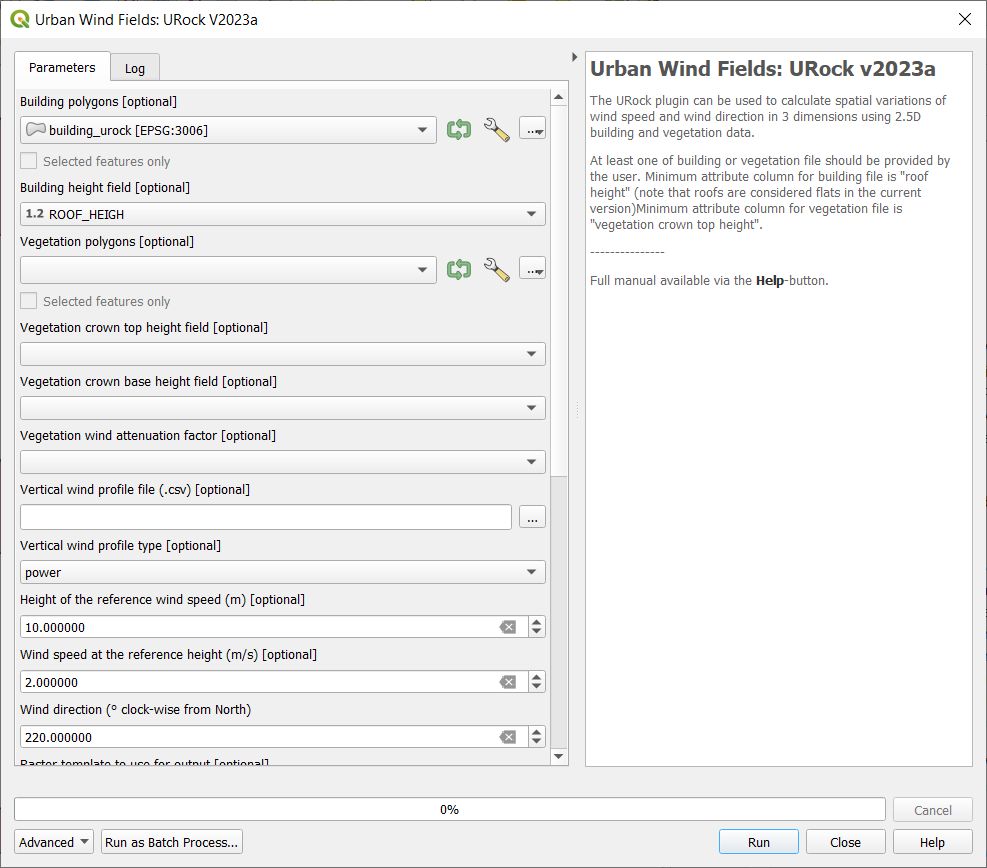 Urban Wind Fields: URock V2023a
Parameters
Log
Building polygons [optional]
building_urock [EPSG:3006]
...
Selected features only
Building height field [optional]
1.2 ROOF_HEIGH
Vegetation polygons [optional]
...
Selected features only
Vegetation crown top height field [optional]
Vegetation crown base height field [optional]
Vegetation wind attenuation factor [optional]
Vertical wind profile file (.csv) [optional]
...
Vertical wind profile type [optional]
power
Height of the reference wind speed (m) [optional]
10.000000
Wind speed at the reference height (m/s) [optional]
2.000000
Wind direction (° clock-wise from North)
220.000000
Raster template to use for output [optional]
Urban Wind Fields: URock v2023a
The URock plugin can be used to calculate spatial variations of
wind speed and wind direction in 3 dimensions using 2.5D
building and vegetation data.
At least one of building or vegetation file should be provided by
the user. Minimum attribute column for building file is "roof
height" (note that roofs are considered flats in the current
version)Minimum attribute column for vegetation file is
"vegetation crown top height".
---------------
Full manual available via the Help-button.
0%
Cancel
Advanced
Run as Batch Process...
Run
Close
Help